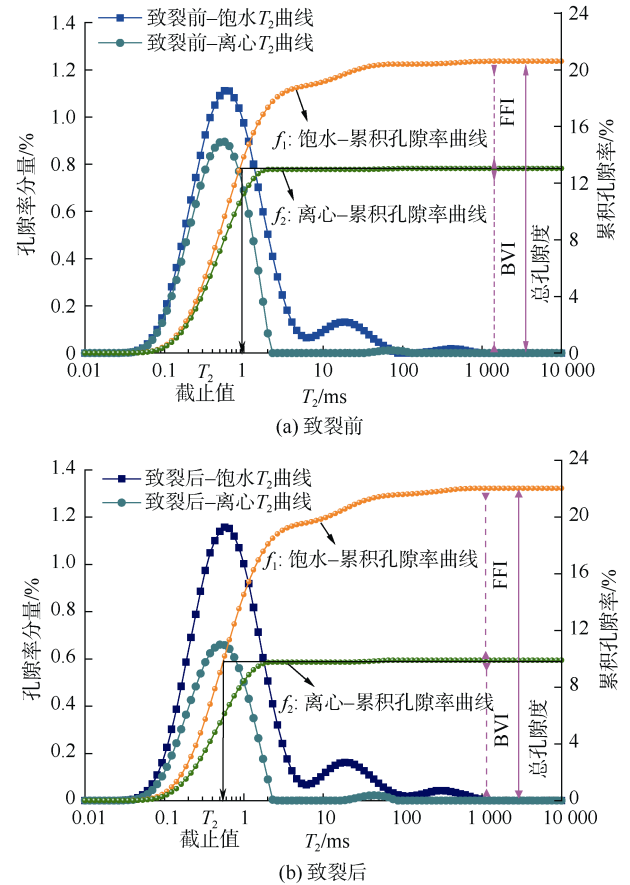 致裂前–饱水T₂曲线
致裂前–离心T₂曲线
孔隙率分量/%
1.4
1.2
1.0
0.8
0.6
0.4
0.2
0
f₁: 饱水–累积孔隙率曲线
f₂: 离心–累积孔隙率曲线
FFI
BVI
总孔隙度
24
20
16
12
8
4
0
累积孔隙率/%
0.01
0.1
1
10
100
1 000
10 000
T₂
截止值
T₂/ms
(a) 致裂前
致裂后–饱水T₂曲线
致裂后–离心T₂曲线
孔隙率分量/%
1.4
1.2
1.0
0.8
0.6
0.4
0.2
0
f₁: 饱水–累积孔隙率曲线
f₂: 离心–累积孔隙率曲线
FFI
BVI
总孔隙度
24
20
16
12
8
4
0
累积孔隙率/%
0.01
0.1
1
10
100
1 000
10 000
T₂
截止值
T₂/ms
(b) 致裂后